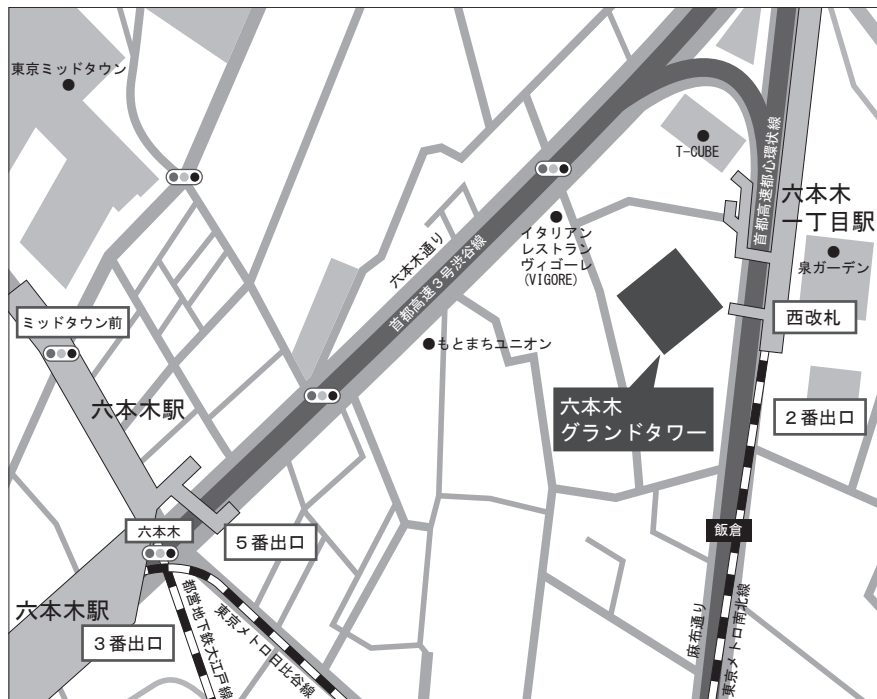 東京ミッドタウン
T-CUBE
首都高速都心環状線
六本木
一丁目駅
泉ガーデン
イタリアン
レストラン
ヴィゴーレ
(VIGORE)
六本木通り
首都高速3号渋谷線
ミッドタウン前
西改札
もとまちユニオン
六本木駅
六本木
グランドタワー
2番出口
六本木
5番出口
飯倉
六本木駅
3番出口
都営地下鉄大江戸線
東京メトロ日比谷線
麻布通り
東京メトロ南北線